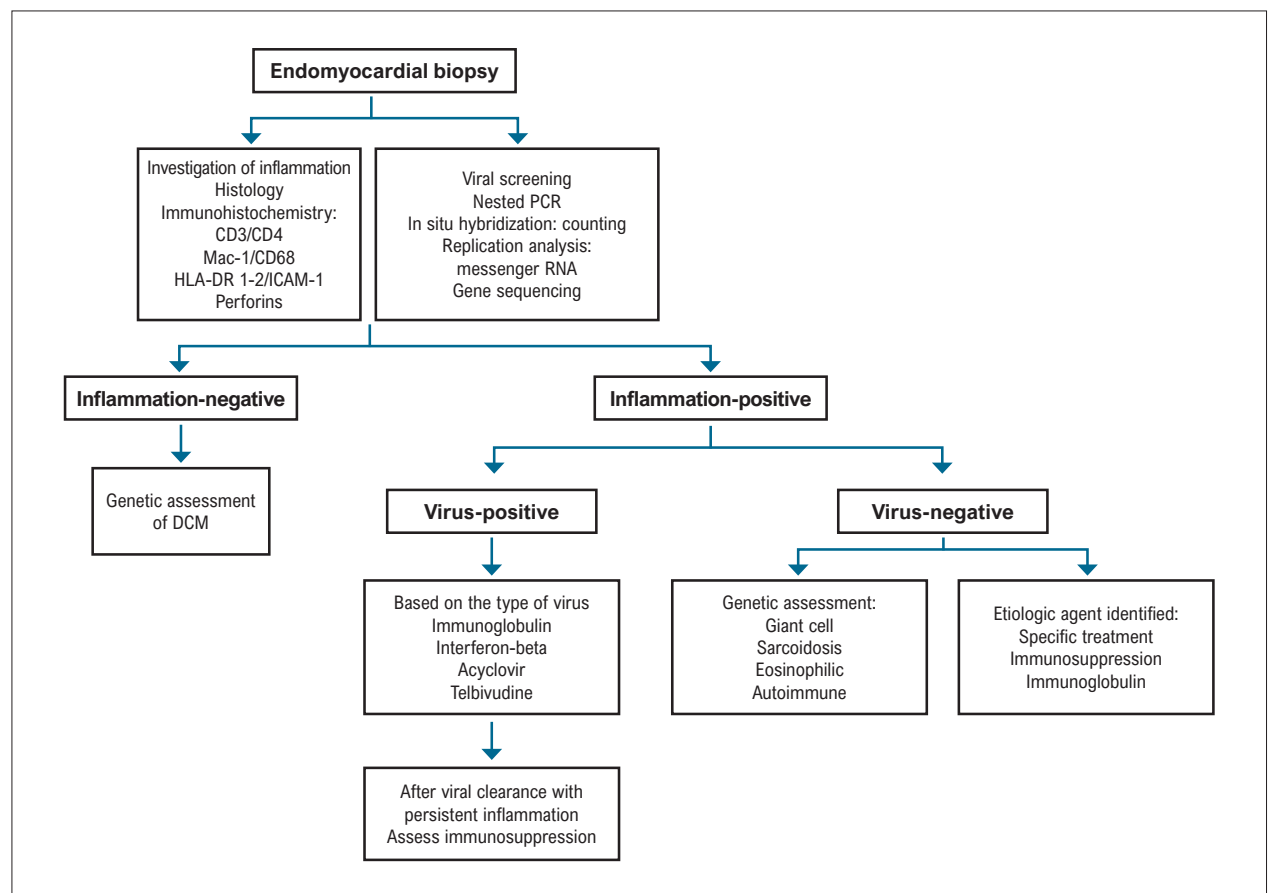 Endomyocardial biopsy
Investigation of inflammation
Histology
Immunohistochemistry:
CD3/CD4
Mac-1/CD68
HLA-DR 1-2/ICAM-1
Perforins
Viral screening
Nested PCR
In situ hybridization: counting
Replication analysis:
messenger RNA
Gene sequencing
Inflammation-negative
Inflammation-positive
Genetic assessment
of DCM
Virus-positive
Virus-negative
Based on the type of virus
Immunoglobulin
Interferon-beta
Acyclovir
Telbivudine
Genetic assessment:
Giant cell
Sarcoidosis
Eosinophilic
Autoimmune
Etiologic agent identified:
Specific treatment
Immunosuppression
Immunoglobulin
After viral clearance with
persistent inflammation
Assess immunosuppression